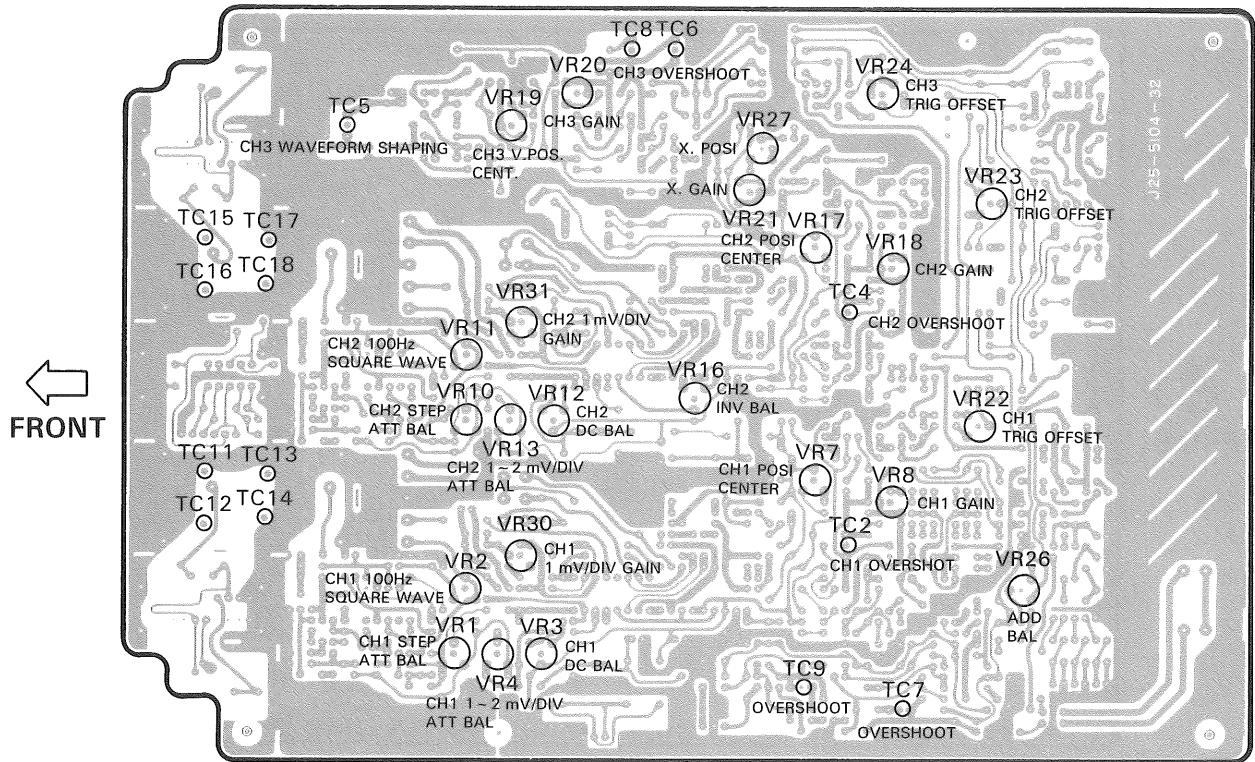 TC8 TC6
CH3 OVERSHOOT
VR20
CH3 GAIN
VR19
CH3 V.POS.
CENT.
TC5
CH3 WAVEFORM SHAPING
VR24
CH3
TRIG OFFSET
VR27
X. POSI
X. GAIN
VR21
VR23
CH2
TRIG OFFSET
VR17
CH2 POSI
CENTER
VR18
CH2 GAIN
TC4
CH2 OVERSHOOT
TC15
TC17
TC16
TC18
VR31
CH2 1 mV/DIV
GAIN
VR11
CH2 100Hz
SQUARE WAVE
FRONT
VR10
CH2 STEP
ATT BAL
VR12
CH2
DC BAL
VR13
CH2 1~2 mV/DIV
ATT BAL
VR16
CH2
INV BAL
VR22
CH1
TRIG OFFSET
TC11
TC13
TC12
TC14
VR7
CH1 POSI
CENTER
VR8
CH1 GAIN
TC2
CH1 OVERSHOT
VR30
CH1
1 mV/DIV GAIN
VR2
CH1 100Hz
SQUARE WAVE
VR26
ADD
BAL
VR1
CH1 STEP
ATT BAL
VR3
CH1
DC BAL
VR4
CH1 1~2 mV/DIV
ATT BAL
TC9
OVERSHOOT
TC7
OVERSHOOT